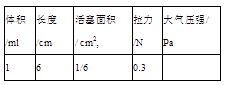 体积 长度 活塞面积 拉力 大气压强/
/ml /cm / cm², /N Pa
1 6 1/6 0.3